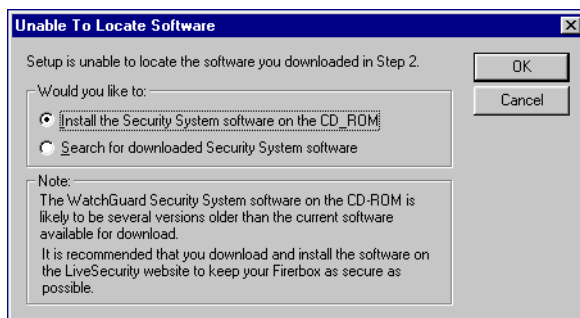 Unable To Locate Software
Setup is unable to locate the software you downloaded in Step 2.
OK
Cancel
Would you like to:
Install the Security System software on the CD_ROM
Search for downloaded Security System software
Note:
The WatchGuard Security System software on the CD-ROM is
likely to be several versions older than the current software
available for download.
It is recommended that you download and install the software on
the LiveSecurity website to keep your Firerbox as secure as
possible.